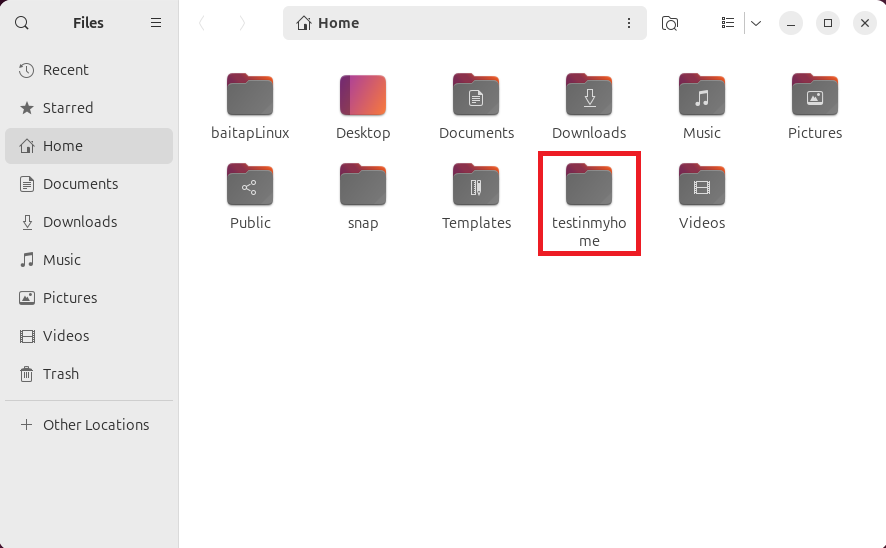 Files
Home
Recent
Starred
Home
Documents
Downloads
Music
Pictures
Videos
Trash
Other Locations
baitapLinux
Desktop
Documents
Downloads
Music
Pictures
Public
snap
Templates
testinmyho
me
Videos